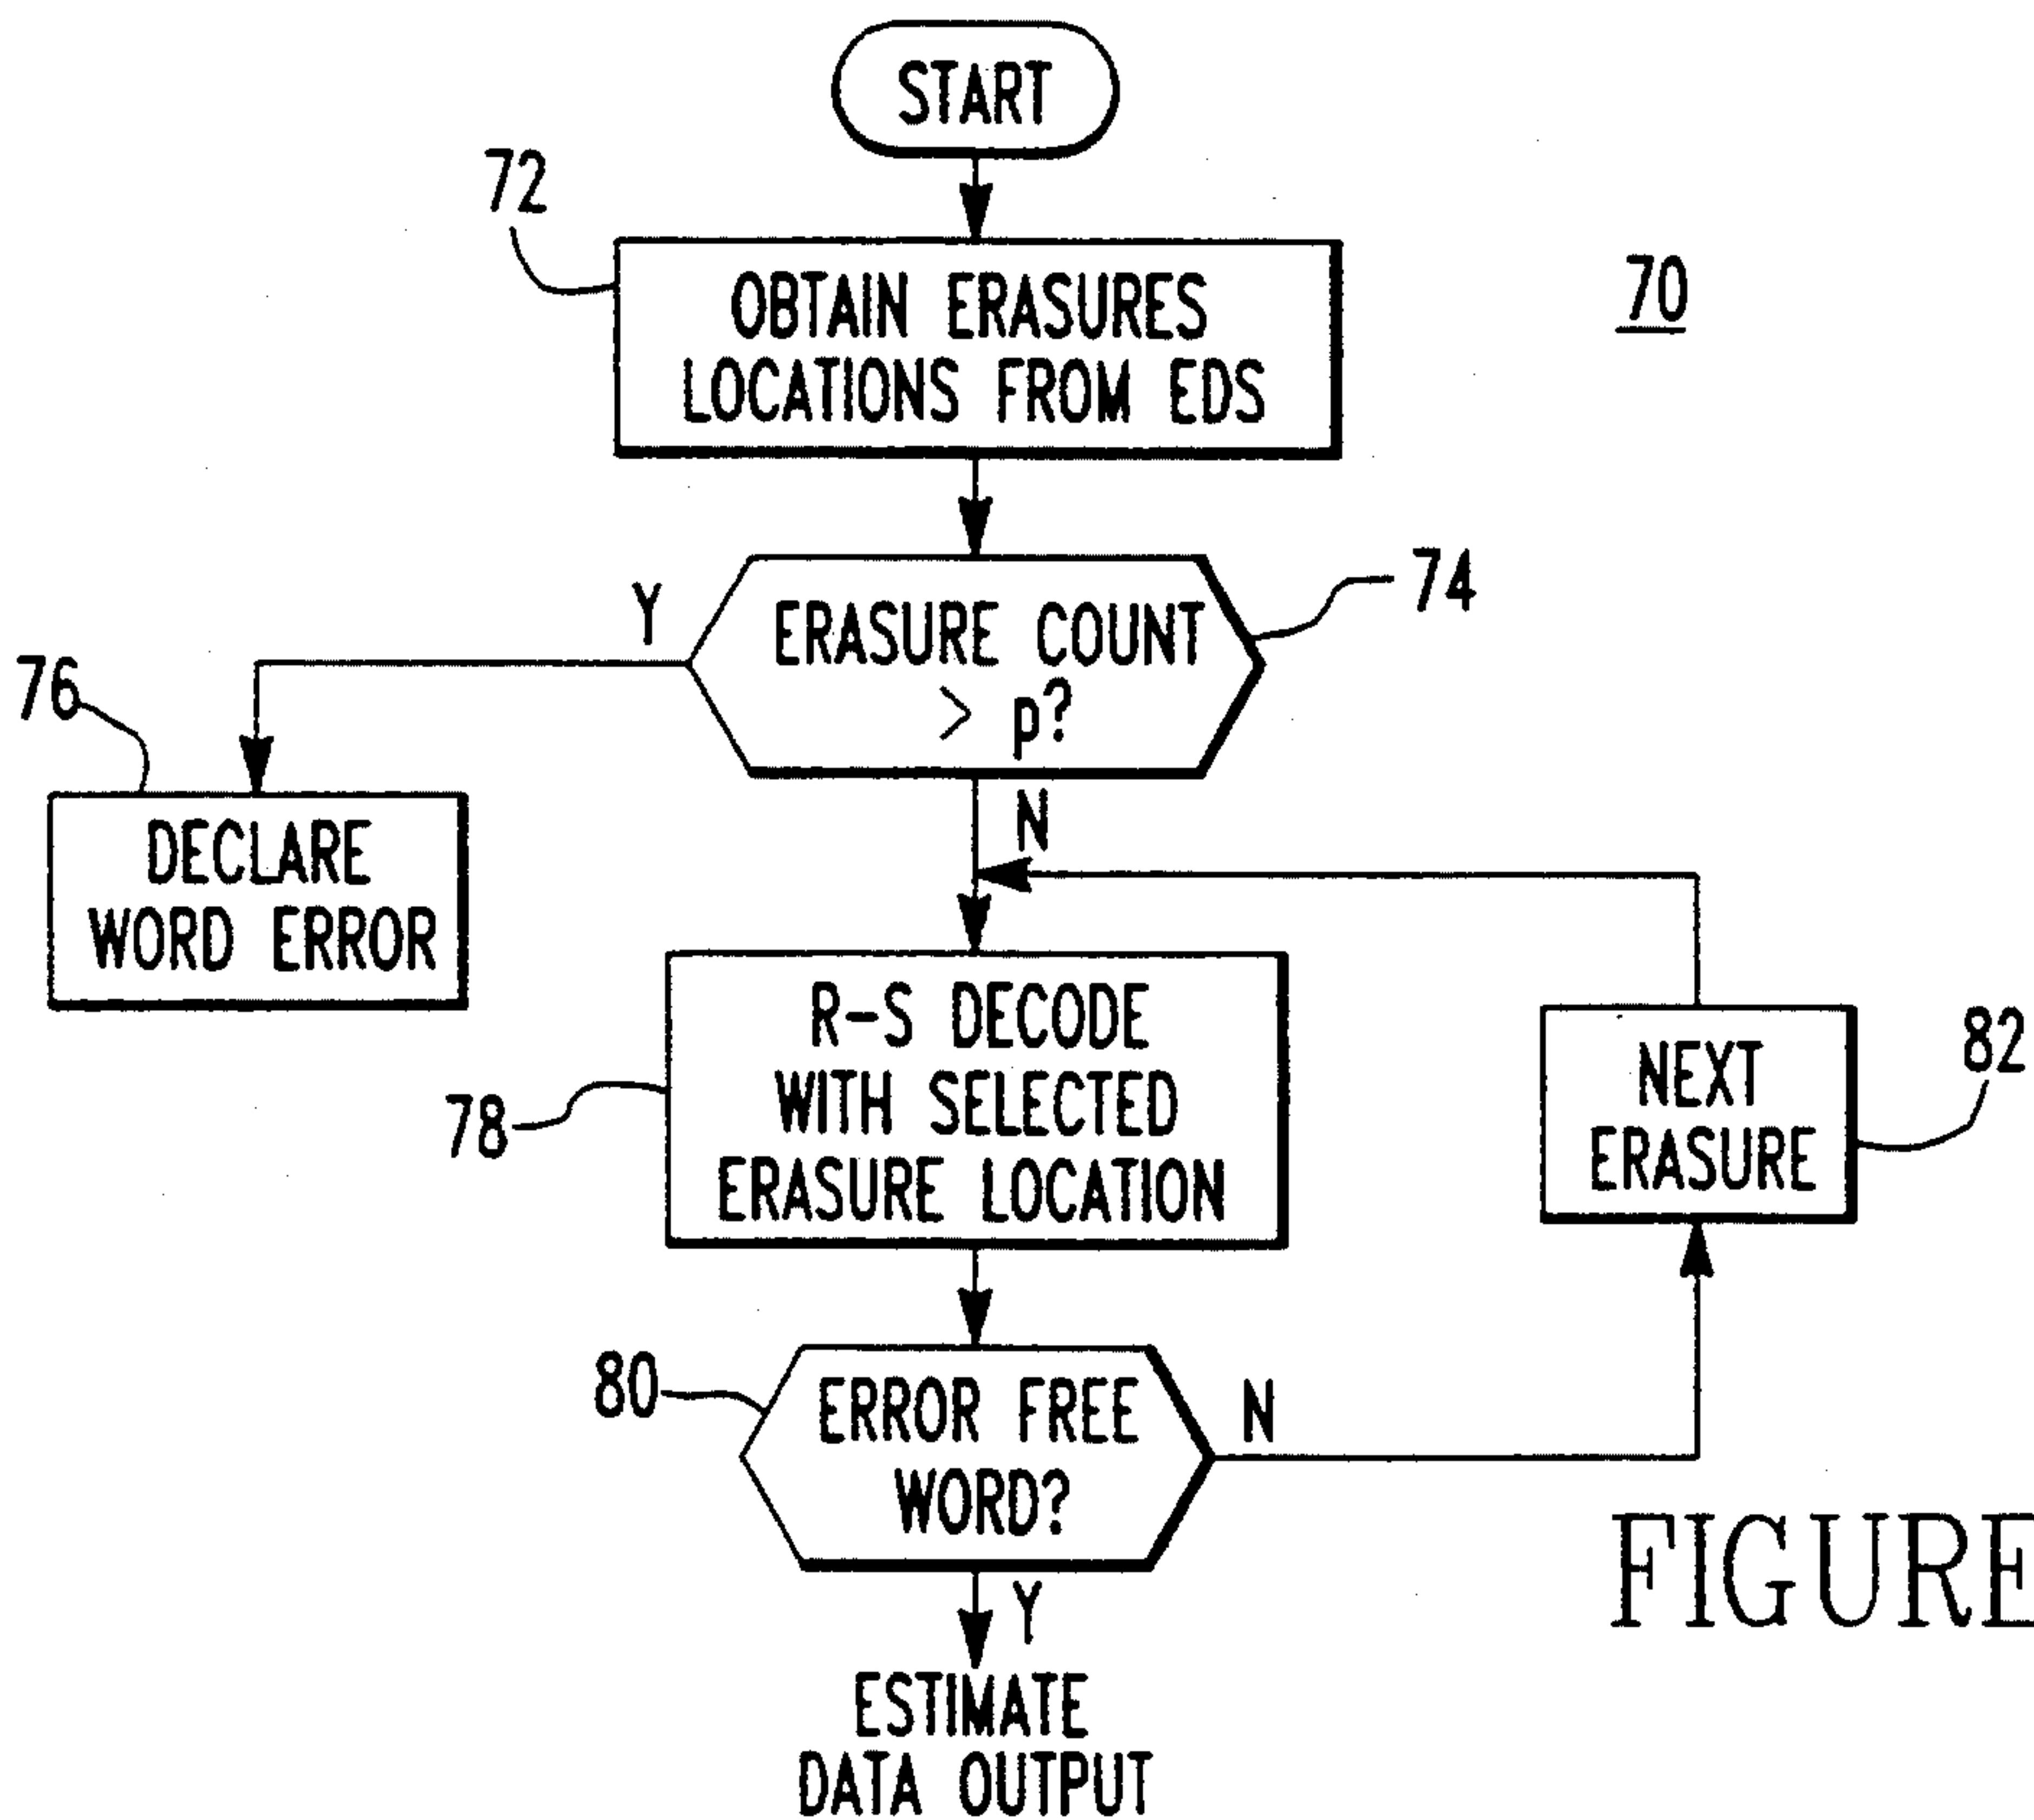 START
72
OBTAIN ERASURES
LOCATIONS FROM EDS
70
74
Y
ERASURE COUNT
> p?
76
N
DECLARE
WORD ERROR
R-S DECODE
WITH SELECTED
ERASURE LOCATION
78
NEXT
ERASURE
82
80
ERROR FREE
WORD?
N
Y
FIGURE
ESTIMATE
DATA OUTPUT